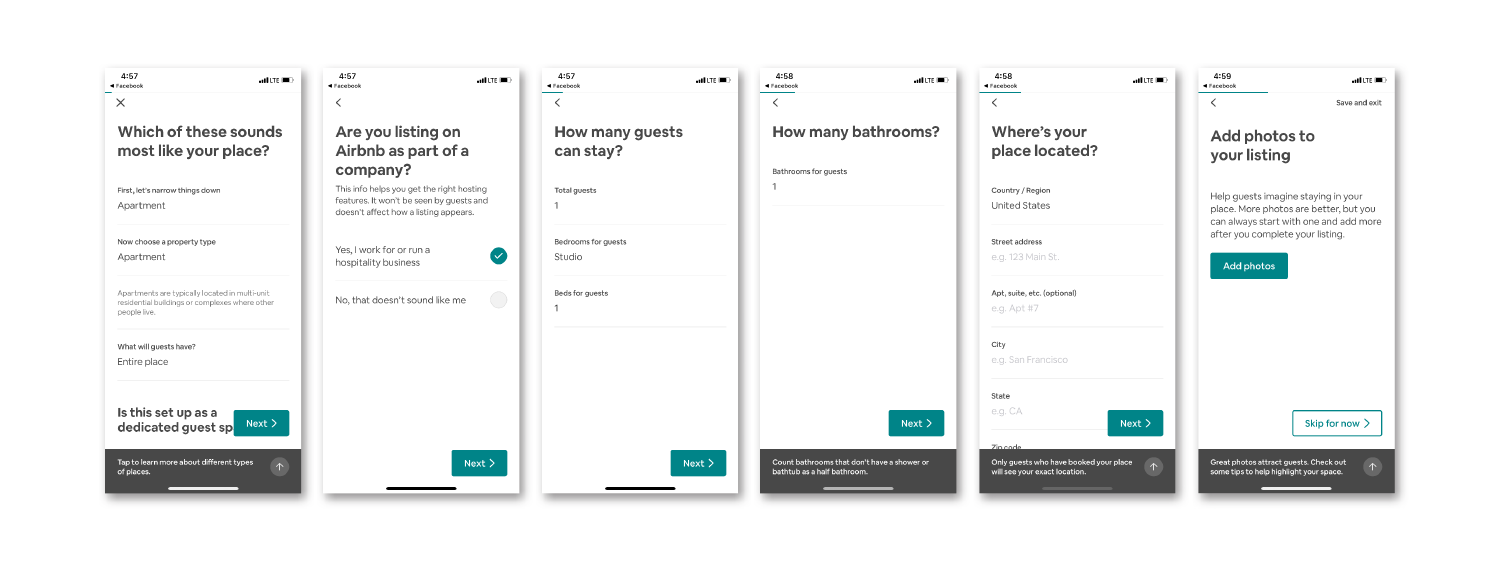 4:57
LTE
Facebook
Which of these sounds
most like your place?
First, let's narrow things down
Apartment
Now choose a property type
Apartment
Apartments are typically located in multi-unit
residential buildings or complexes where other
people live.
What will guests have?
Entire place
Is this set up as a
dedicated guest sp
Next
Tap to learn more about different types
of places.
4:57
LTE
Facebook
Are you listing on
Airbnb as part of a
company?
This info helps you get the right hosting
features. It won't be seen by guests and
doesn't affect how a listing appears.
Yes, I work for or run a
hospitality business
No, that doesn't sound like me
Next
4:57
LTE
Facebook
How many guests
can stay?
Total guests
1
Bedrooms for guests
Studio
Beds for guests
1
Next
4:58
LTE
Facebook
How many bathrooms?
Bathrooms for guests
1
Next
Count bathrooms that don't have a shower or
bathtub as a half bathroom.
4:58
LTE
Facebook
Where's your
place located?
Country / Region
United States
Street address
e.g. 123 Main St.
Apt, suite, etc. (optional)
e.g. Apt #7
City
e.g. San Francisco
State
e.g. CA
Next
Zip code
Only guests who have booked your place
will see your exact location.
4:59
LTE
Facebook
Save and exit
Add photos to
your listing
Help guests imagine staying in your
place. More photos are better, but you
can always start with one and add more
after you complete your listing.
Add photos
Skip for now
Great photos attract guests. Check out
some tips to help highlight your space.